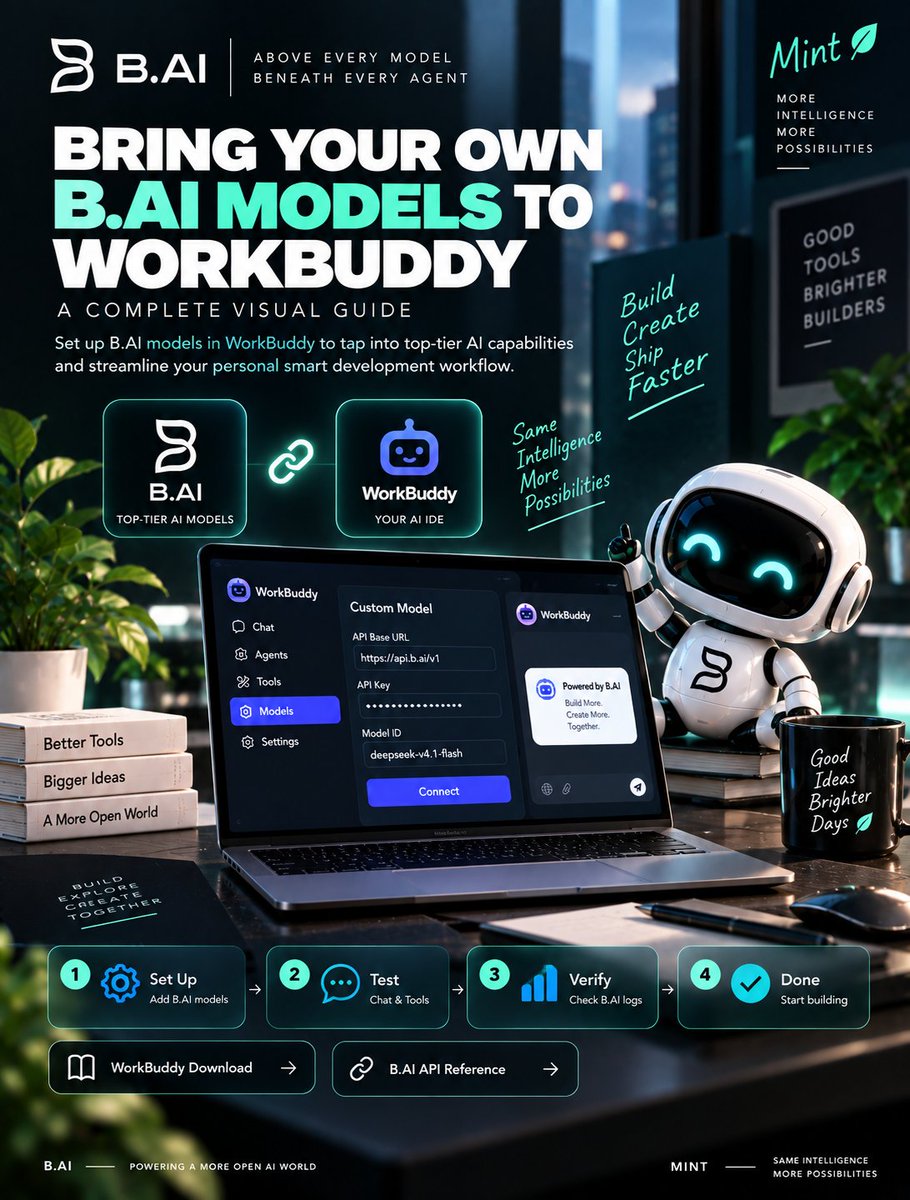 B.AI
ABOVE EVERY MODEL
BENEATH EVERY AGENT
Mint
MORE
INTELLIGENCE
MORE
POSSIBILITIES
BRING YOUR OWN
B.AI MODELS TO
WORKBUDDY
A COMPLETE VISUAL GUIDE
Set up B.AI models in WorkBuddy to tap into top-tier AI capabilities
and streamline your personal smart development workflow.
GOOD
TOOLS
BRIGHTER
BUILDERS
Build
Create
Ship
Faster
Same
Intelligence
More
Possibilities
B.AI
TOP-TIER AI MODELS
WorkBuddy
YOUR AI IDE
WorkBuddy
Chat
Agents
Tools
Models
Settings
Custom Model
API Base URL
https://api.b.ai/v1
API Key
••••••••••••••••
Model ID
deepseek-v4.1-flash
Connect
WorkBuddy
Powered by B.AI
Build More.
Create More.
Together.
Better Tools
Bigger Ideas
A More Open World
Good
Ideas
Brighter
Days
BUILD
EXPLORE
CREEATE
TOGETHER
1
Set Up
Add B.AI models
2
Test
Chat & Tools
3
Verify
Check B.AI logs
4
Done
Start building
WorkBuddy Download
B.AI API Reference
B.AI
POWERING A MORE OPEN AI WORLD
MINT
SAME INTELLIGENCE
MORE POSSIBILITIES